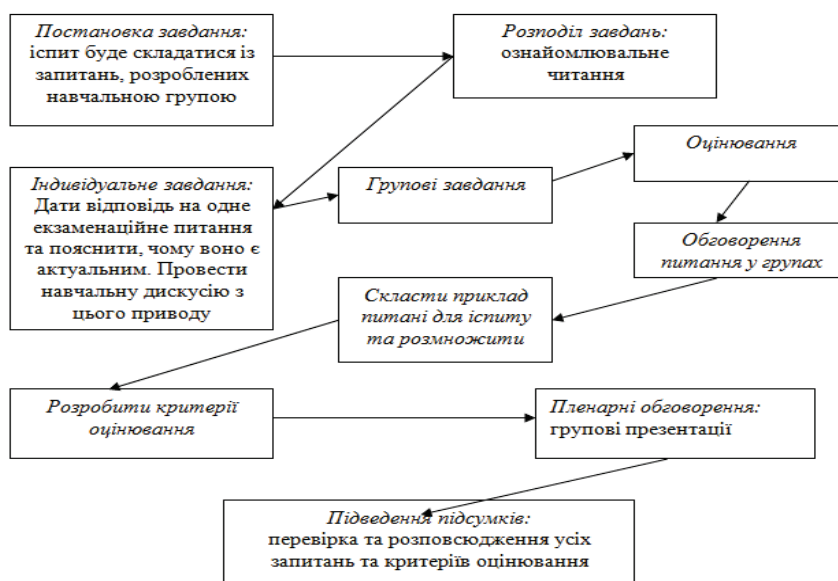 Постановка завдання:
іспит буде складатися із
запитань, розроблених
навчальною групою
Розподіл завдань:
ознайомлювальне
читання
Індивідуальне завдання:
Дати відповідь на одне
екзаменаційне питання
та пояснити, чому воно є
актуальним. Провести
навчальну дискусію з
цього приводу
Групові завдання
Оцінювання
Обговорення
питання у групах
Скласти приклад
питані для іспиту
та розмножити
Розробити критерії
оцінювання
Пленарні обговорення:
групові презентації
Підведення підсумків:
перевірка та розповсюдження усіх
запитань та критеріїв оцінювання